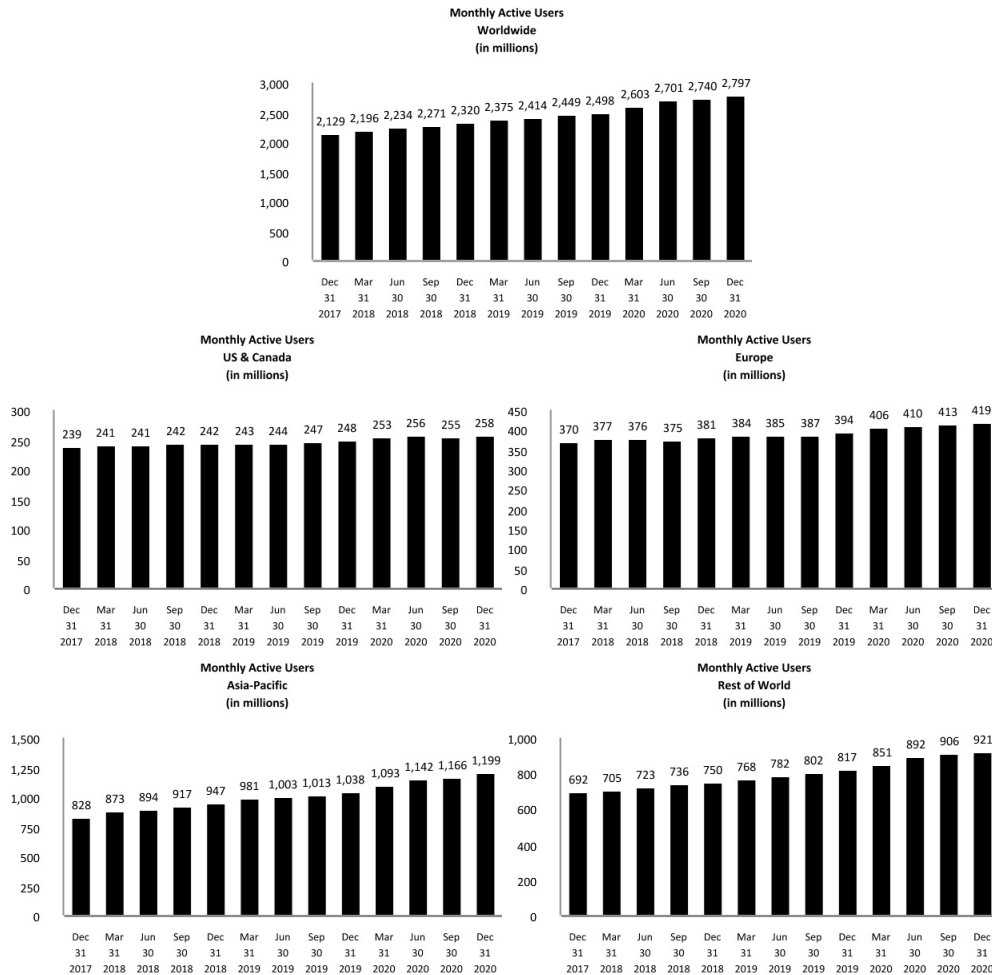 Monthly Active Users
Worldwide
(in millions)
3,000
2,500
2,000
1,500
1,000
500
0
2,129 2,196 2,234 2,271 2,320 2,375 2,414 2,449 2,498 2,603 2,701 2,740 2,797
Dec Mar Jun Sep Dec Mar Jun Sep Dec Mar Jun Sep Dec
31 31 30 30 31 31 30 30 31 31 30 30 31
2017 2018 2018 2018 2018 2019 2019 2019 2019 2020 2020 2020 2020
Monthly Active Users
US & Canada
(in millions)
300
250
200
150
100
50
0
239 241 241 242 242 243 244 247 248 253 256 255 258
Dec Mar Jun Sep Dec Mar Jun Sep Dec Mar Jun Sep Dec
31 31 30 30 31 31 30 30 31 31 30 30 31
2017 2018 2018 2018 2018 2019 2019 2019 2019 2020 2020 2020 2020
Monthly Active Users
Europe
(in millions)
450
400
350
300
250
200
150
100
50
0
370 377 376 375 381 384 385 387 394 406 410 413 419
Dec Mar Jun Sep Dec Mar Jun Sep Dec Mar Jun Sep Dec
31 31 30 30 31 31 30 30 31 31 30 30 31
2017 2018 2018 2018 2018 2019 2019 2019 2019 2020 2020 2020 2020
Monthly Active Users
Asia-Pacific
(in millions)
1,500
1,250
1,000
750
500
250
0
828 873 894 917 947 981 1,003 1,013 1,038 1,093 1,142 1,166 1,199
Dec Mar Jun Sep Dec Mar Jun Sep Dec Mar Jun Sep Dec
31 31 30 30 31 31 30 30 31 31 30 30 31
2017 2018 2018 2018 2018 2019 2019 2019 2019 2020 2020 2020 2020
Monthly Active Users
Rest of World
(in millions)
1,000
800
600
400
200
0
692 705 723 736 750 768 782 802 817 851 892 906 921
Dec Mar Jun Sep Dec Mar Jun Sep Dec Mar Jun Sep Dec
31 31 30 30 31 31 30 30 31 31 30 30 31
2017 2018 2018 2018 2018 2019 2019 2019 2019 2020 2020 2020 2020